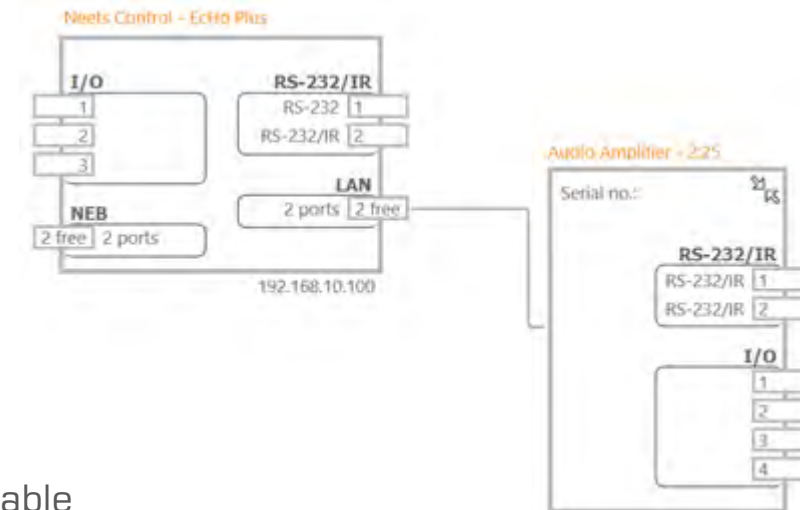 Neets Control - EcHo Plus
I/O
1
2
3
NEB
2 free 2 ports
RS-232/IR
RS-232 1
RS-232/IR 2
LAN
2 ports 2 free
192.168.10.100
Audio Amplifier - 2:25
Serial no.:
RS-232/IR
RS-232/IR 1
RS-232/IR 2
I/O
1
2
3
4
able